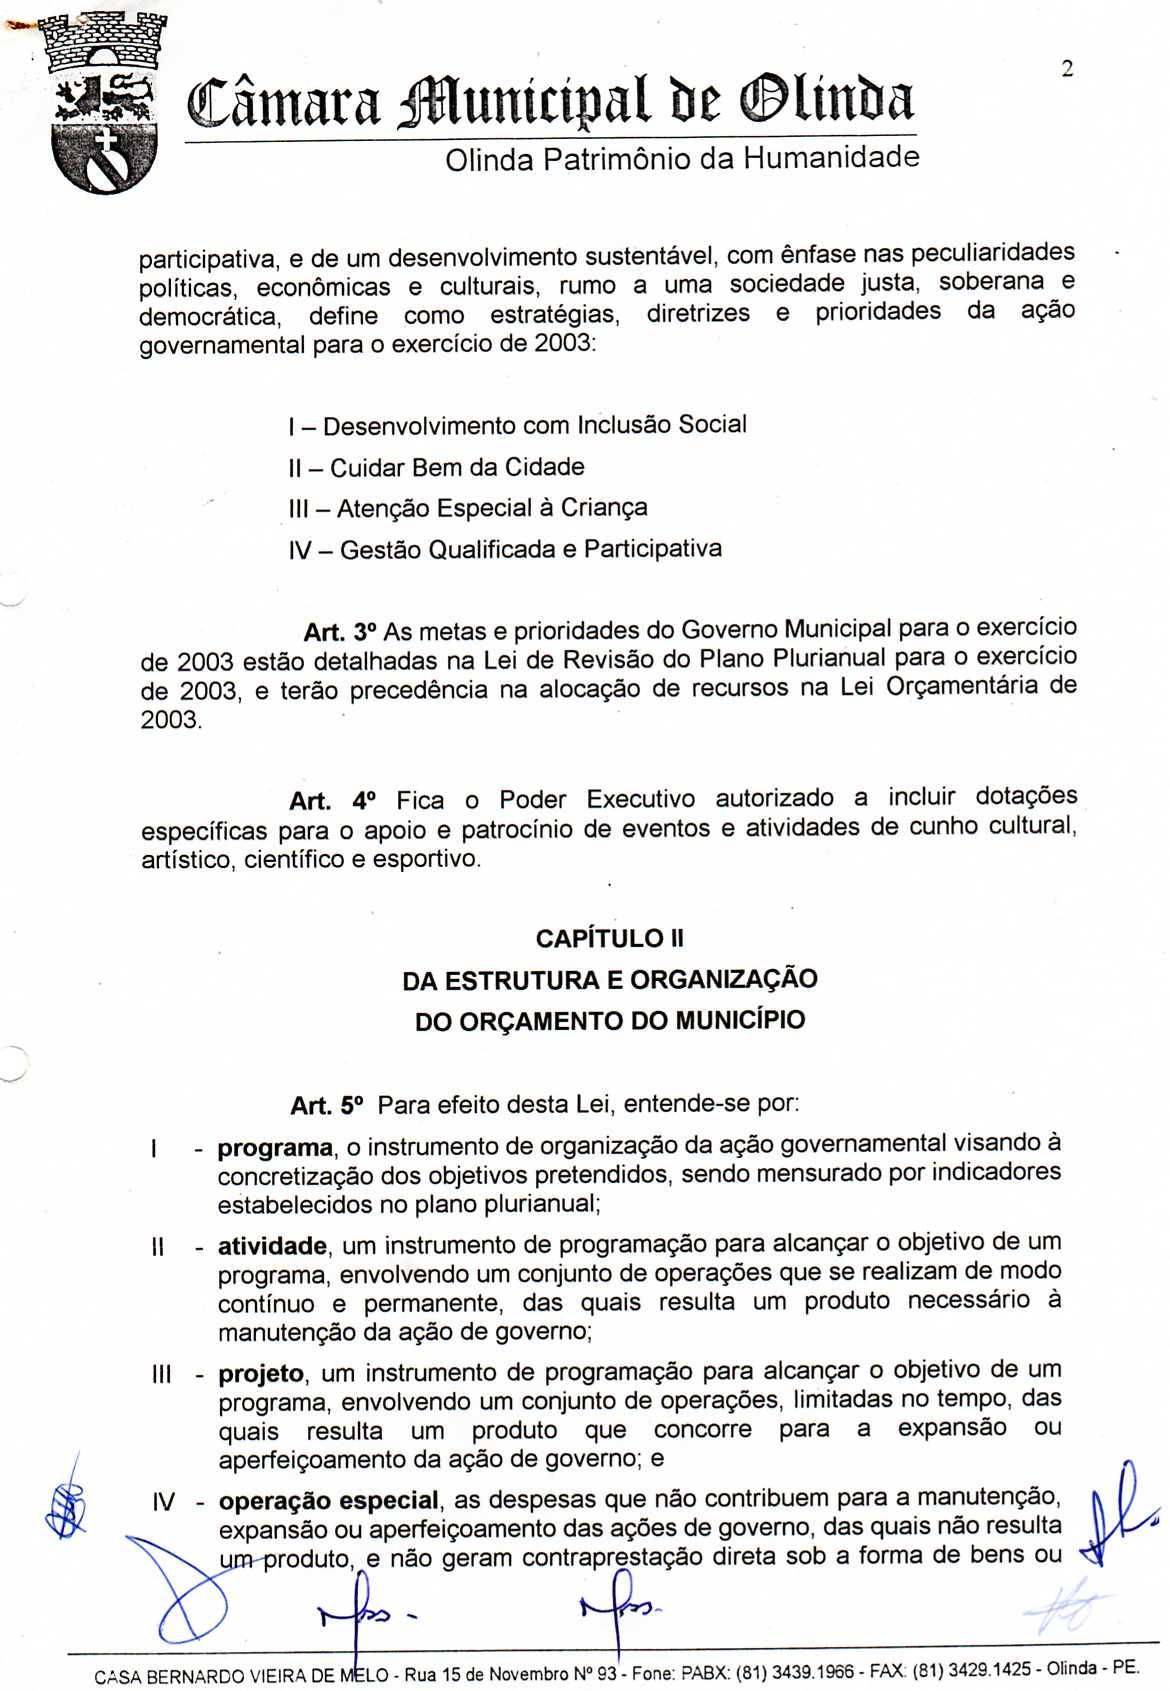 2
Câmara Municipal de Olinda
Olinda Patrimônio da Humanidade
participativa, e de um desenvolvimento sustentável, com ênfase nas peculiaridades
políticas, econômicas e culturais, rumo a uma sociedade justa, soberana e
democrática, define como estratégias, diretrizes e prioridades da ação
governamental para o exercício de 2003:
I – Desenvolvimento com Inclusão Social
II – Cuidar Bem da Cidade
III – Atenção Especial à Criança
IV – Gestão Qualificada e Participativa
Art. 3º As metas e prioridades do Governo Municipal para o exercício
de 2003 estão detalhadas na Lei de Revisão do Plano Plurianual para o exercício
de 2003, e terão precedência na alocação de recursos na Lei Orçamentária de
2003.
Art. 4º Fica o Poder Executivo autorizado a incluir dotações
específicas para o apoio e patrocínio de eventos e atividades de cunho cultural,
artístico, científico e esportivo.
CAPÍTULO II
DA ESTRUTURA E ORGANIZAÇÃO
DO ORÇAMENTO DO MUNICÍPIO
Art. 5º Para efeito desta Lei, entende-se por:
I - programa, o instrumento de organização da ação governamental visando à
concretização dos objetivos pretendidos, sendo mensurado por indicadores
estabelecidos no plano plurianual;
II - atividade, um instrumento de programação para alcançar o objetivo de um
programa, envolvendo um conjunto de operações que se realizam de modo
contínuo e permanente, das quais resulta um produto necessário à
manutenção da ação de governo;
III - projeto, um instrumento de programação para alcançar o objetivo de um
programa, envolvendo um conjunto de operações, limitadas no tempo, das
quais resulta um produto que concorre para a expansão ou
aperfeiçoamento da ação de governo; e
IV - operação especial, as despesas que não contribuem para a manutenção,
expansão ou aperfeiçoamento das ações de governo, das quais não resulta
um produto, e não geram contraprestação direta sob a forma de bens ou
CASA BERNARDO VIEIRA DE MELO - Rua 15 de Novembro Nº 93 - Fone: PABX: (81) 3439.1966 - FAX: (81) 3429.1425 - Olinda - PE.